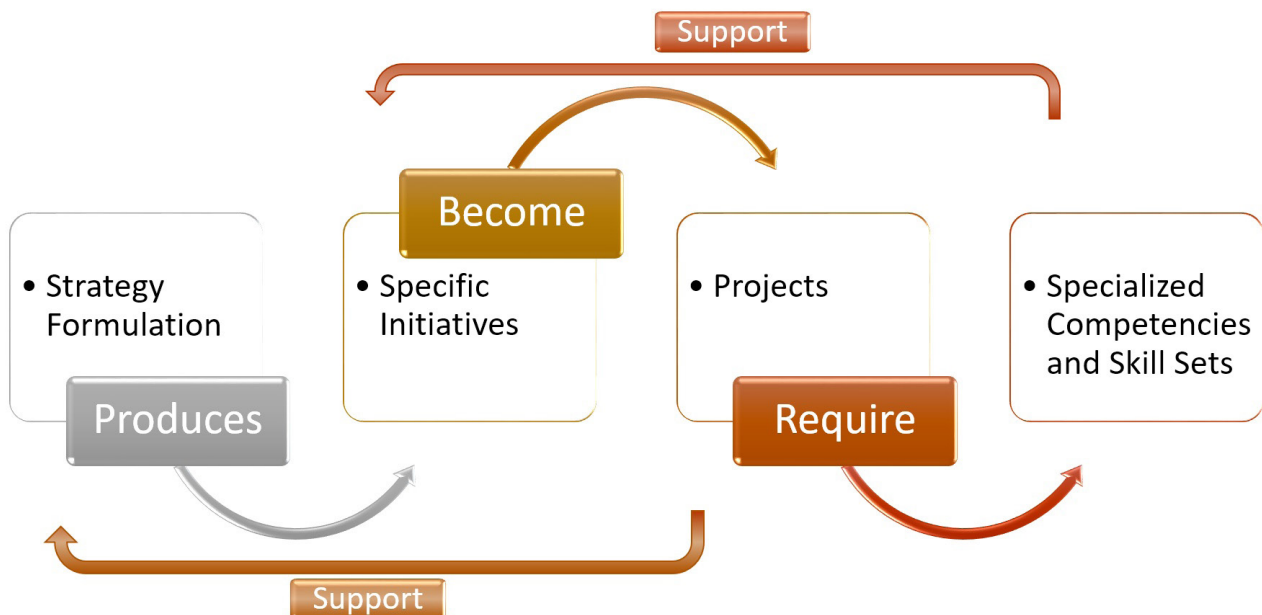 Support
Become
• Strategy
Formulation
Produces
• Specific
Initiatives
• Projects
Require
• Specialized
Competencies
and Skill Sets
Support